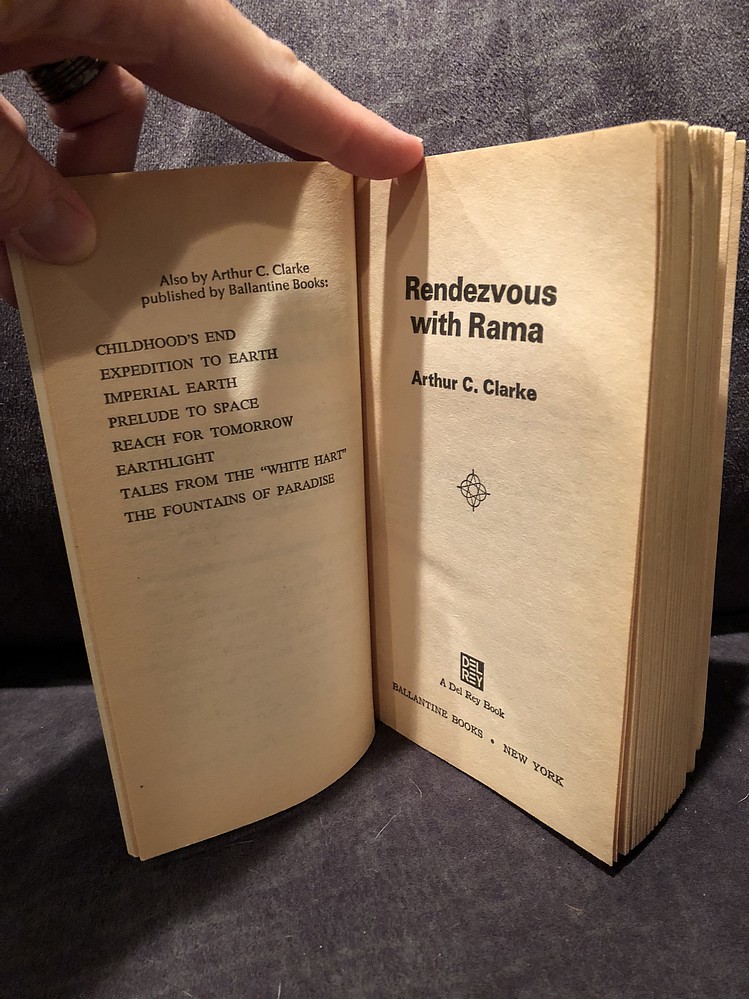 Also by Arthur C. Clarke
published by Ballantine Books:
CHILDHOOD'S END
EXPEDITION TO EARTH
IMPERIAL EARTH
PRELUDE TO SPACE
REACH FOR TOMORROW
EARTHLIGHT
TALES FROM THE "WHITE HART"
THE FOUNTAINS OF PARADISE
Rendezvous
with Rama
Arthur C. Clarke
DEL
REY
A Del Rey Book
BALLANTINE BOOKS • NEW YORK